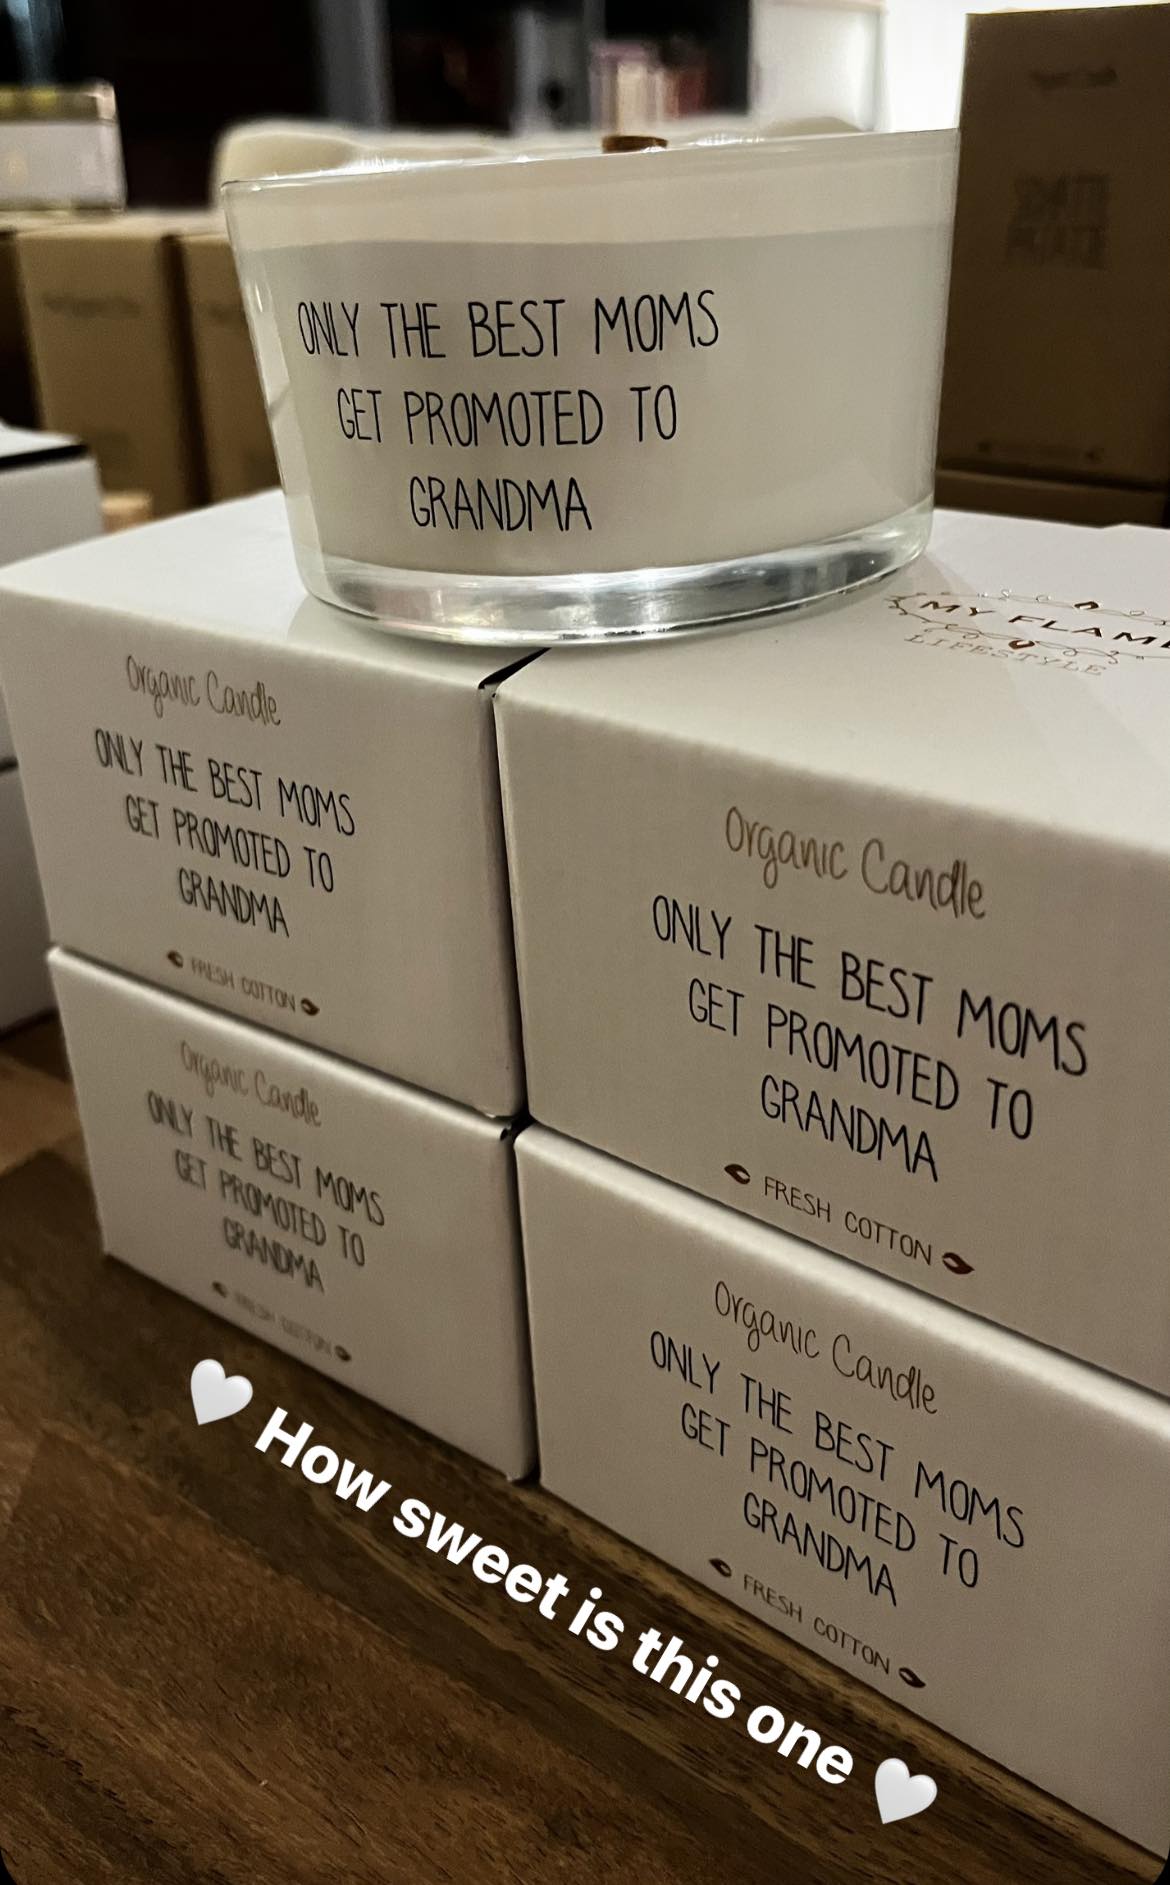 ONLY THE BEST MOMS
GET PROMOTED TO
GRANDMA
MY FLAME
LIFESTYLE
Organic Candle
ONLY THE BEST MOMS
GET PROMOTED TO
GRANDMA
FRESH COTTON
Organic Candle
ONLY THE BEST MOMS
GET PROMOTED TO
GRANDMA
FRESH COTTON
Organic Candle
ONLY THE BEST MOMS
GET PROMOTED TO
GRANDMA
FRESH COTTON
Organic Candle
ONLY THE BEST MOMS
GET PROMOTED TO
GRANDMA
FRESH COTTON
🤍 How sweet is this one 🤍